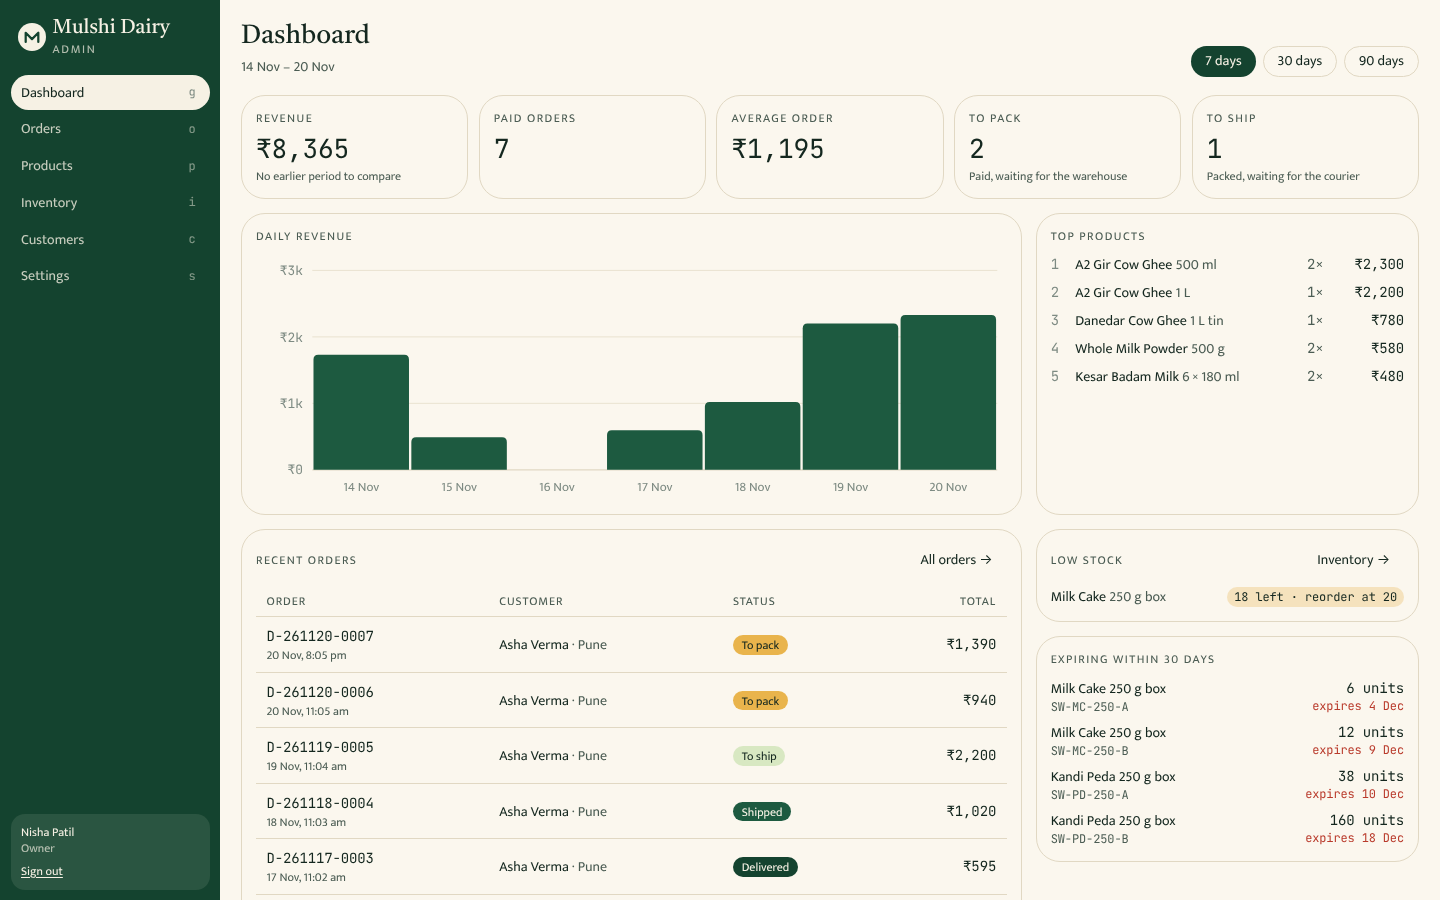 Mulshi Dairy
ADMIN
Dashboard g
Orders o
Products p
Inventory i
Customers c
Settings s
Nisha Patil
Owner
Sign out
Dashboard
14 Nov – 20 Nov
7 days 30 days 90 days
REVENUE
₹8,365
No earlier period to compare
PAID ORDERS
7
AVERAGE ORDER
₹1,195
TO PACK
2
Paid, waiting for the warehouse
TO SHIP
1
Packed, waiting for the courier
DAILY REVENUE
₹3k
₹2k
₹1k
₹0
14 Nov 15 Nov 16 Nov 17 Nov 18 Nov 19 Nov 20 Nov
TOP PRODUCTS
1 A2 Gir Cow Ghee 500 ml 2× ₹2,300
2 A2 Gir Cow Ghee 1 L 1× ₹2,200
3 Danedar Cow Ghee 1 L tin 1× ₹780
4 Whole Milk Powder 500 g 2× ₹580
5 Kesar Badam Milk 6 × 180 ml 2× ₹480
RECENT ORDERS All orders →
ORDER CUSTOMER STATUS TOTAL
D-261120-0007 Asha Verma · Pune To pack ₹1,390
20 Nov, 8:05 pm
D-261120-0006 Asha Verma · Pune To pack ₹940
20 Nov, 11:05 am
D-261119-0005 Asha Verma · Pune To ship ₹2,200
19 Nov, 11:04 am
D-261118-0004 Asha Verma · Pune Shipped ₹1,020
18 Nov, 11:03 am
D-261117-0003 Asha Verma · Pune Delivered ₹595
17 Nov, 11:02 am
LOW STOCK Inventory →
Milk Cake 250 g box 18 left · reorder at 20
EXPIRING WITHIN 30 DAYS
Milk Cake 250 g box 6 units
SW-MC-250-A expires 4 Dec
Milk Cake 250 g box 12 units
SW-MC-250-B expires 9 Dec
Kandi Peda 250 g box 38 units
SW-PD-250-A expires 10 Dec
Kandi Peda 250 g box 160 units
SW-PD-250-B expires 18 Dec